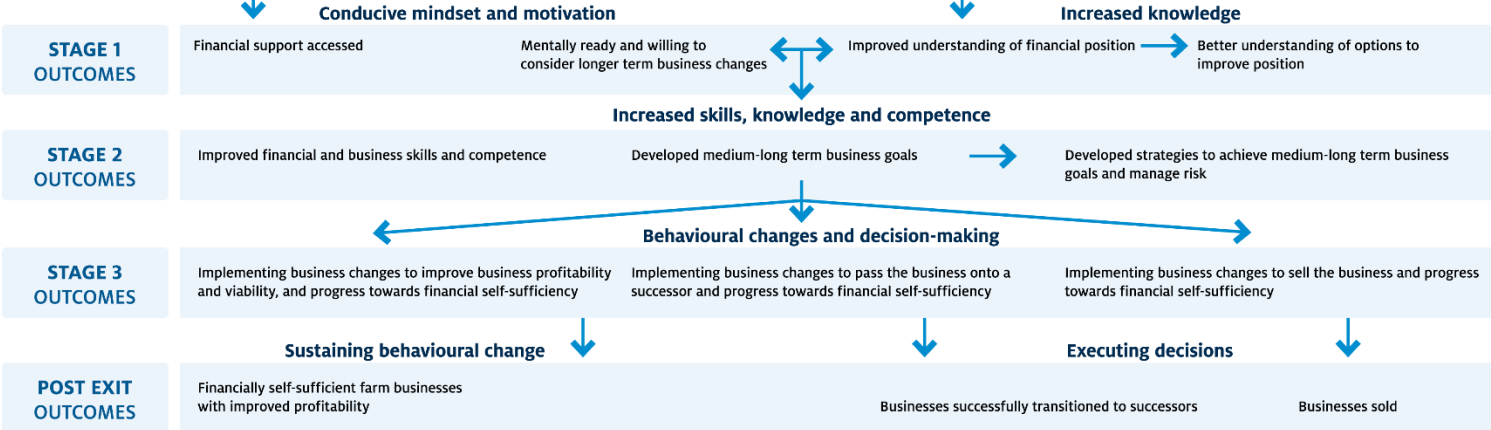 Conducive mindset and motivation
Increased knowledge
STAGE 1
OUTCOMES
Financial support accessed
Mentally ready and willing to
consider longer term business changes
Improved understanding of financial position
Better understanding of options to
improve position
Increased skills, knowledge and competence
STAGE 2
OUTCOMES
Improved financial and business skills and competence
Developed medium-long term business goals
Developed strategies to achieve medium-long term business
goals and manage risk
Behavioural changes and decision-making
STAGE 3
OUTCOMES
Implementing business changes to improve business profitability
and viability, and progress towards financial self-sufficiency
Implementing business changes to pass the business onto a
successor and progress towards financial self-sufficiency
Implementing business changes to sell the business and progress
towards financial self-sufficiency
Sustaining behavioural change
Executing decisions
POST EXIT
OUTCOMES
Financially self-sufficient farm businesses
with improved profitability
Businesses successfully transitioned to successors
Businesses sold